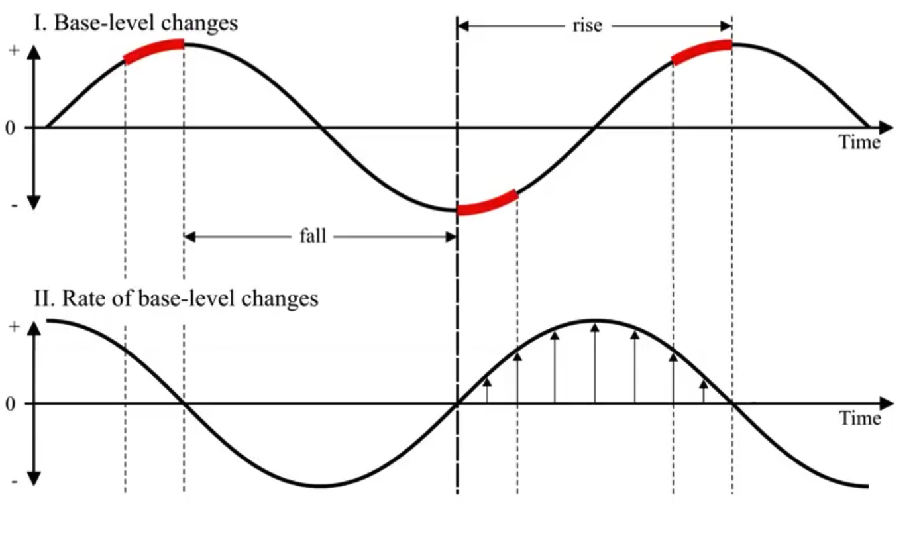 I. Base-level changes
rise
+
0
Time
-
fall
II. Rate of base-level changes
+
0
Time
-